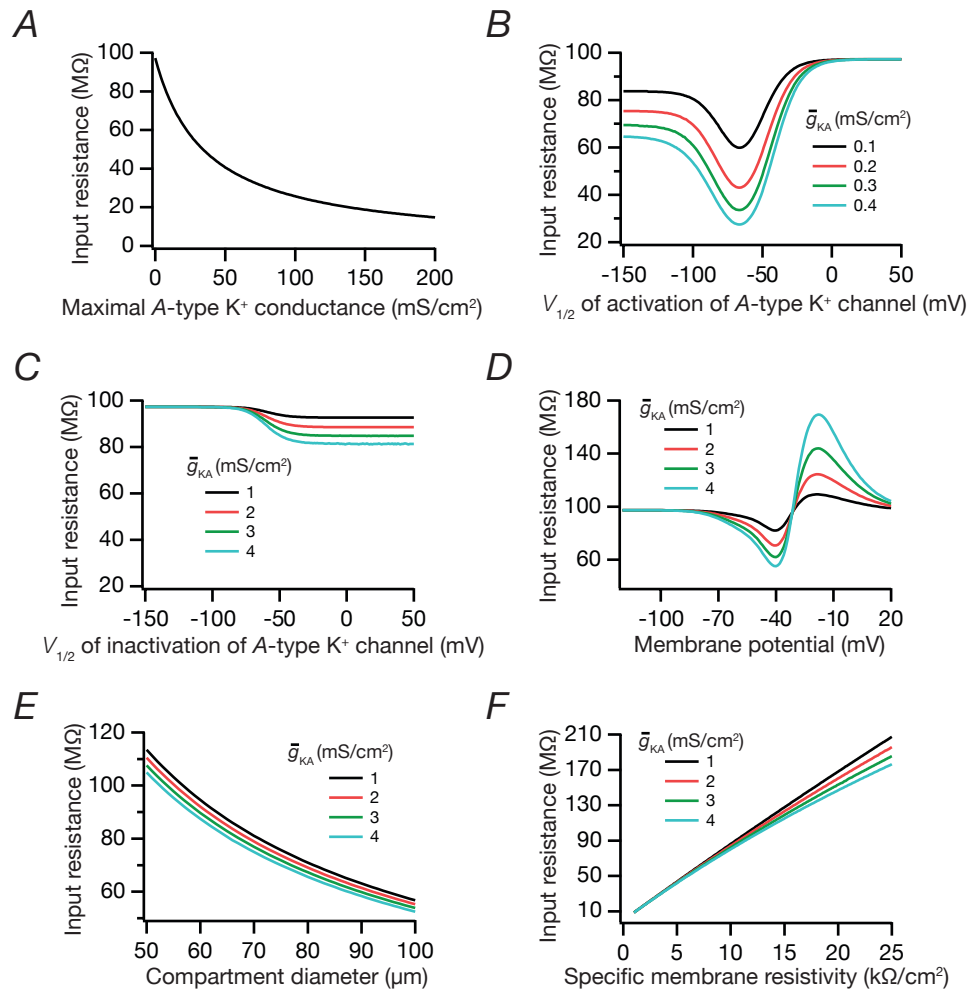 A
Input resistance (MΩ)
100
80
60
40
20
0
0 50 100 150 200
Maximal A-type K⁺ conductance (mS/cm²)
B
Input resistance (MΩ)
100
80
60
40
20
ḡKA (mS/cm²)
0.1
0.2
0.3
0.4
-150 -100 -50 0 50
V1/2 of activation of A-type K⁺ channel (mV)
C
Input resistance (MΩ)
100
80
60
40
20
ḡKA (mS/cm²)
1
2
3
4
-150 -100 -50 0 50
V1/2 of inactivation of A-type K⁺ channel (mV)
D
Input resistance (MΩ)
180
140
100
60
ḡKA (mS/cm²)
1
2
3
4
-100 -70 -40 -10 20
Membrane potential (mV)
E
Input resistance (MΩ)
120
100
80
60
ḡKA (mS/cm²)
1
2
3
4
50 60 70 80 90 100
Compartment diameter (µm)
F
Input resistance (MΩ)
210
170
130
90
50
10
ḡKA (mS/cm²)
1
2
3
4
0 5 10 15 20 25
Specific membrane resistivity (kΩ/cm²)